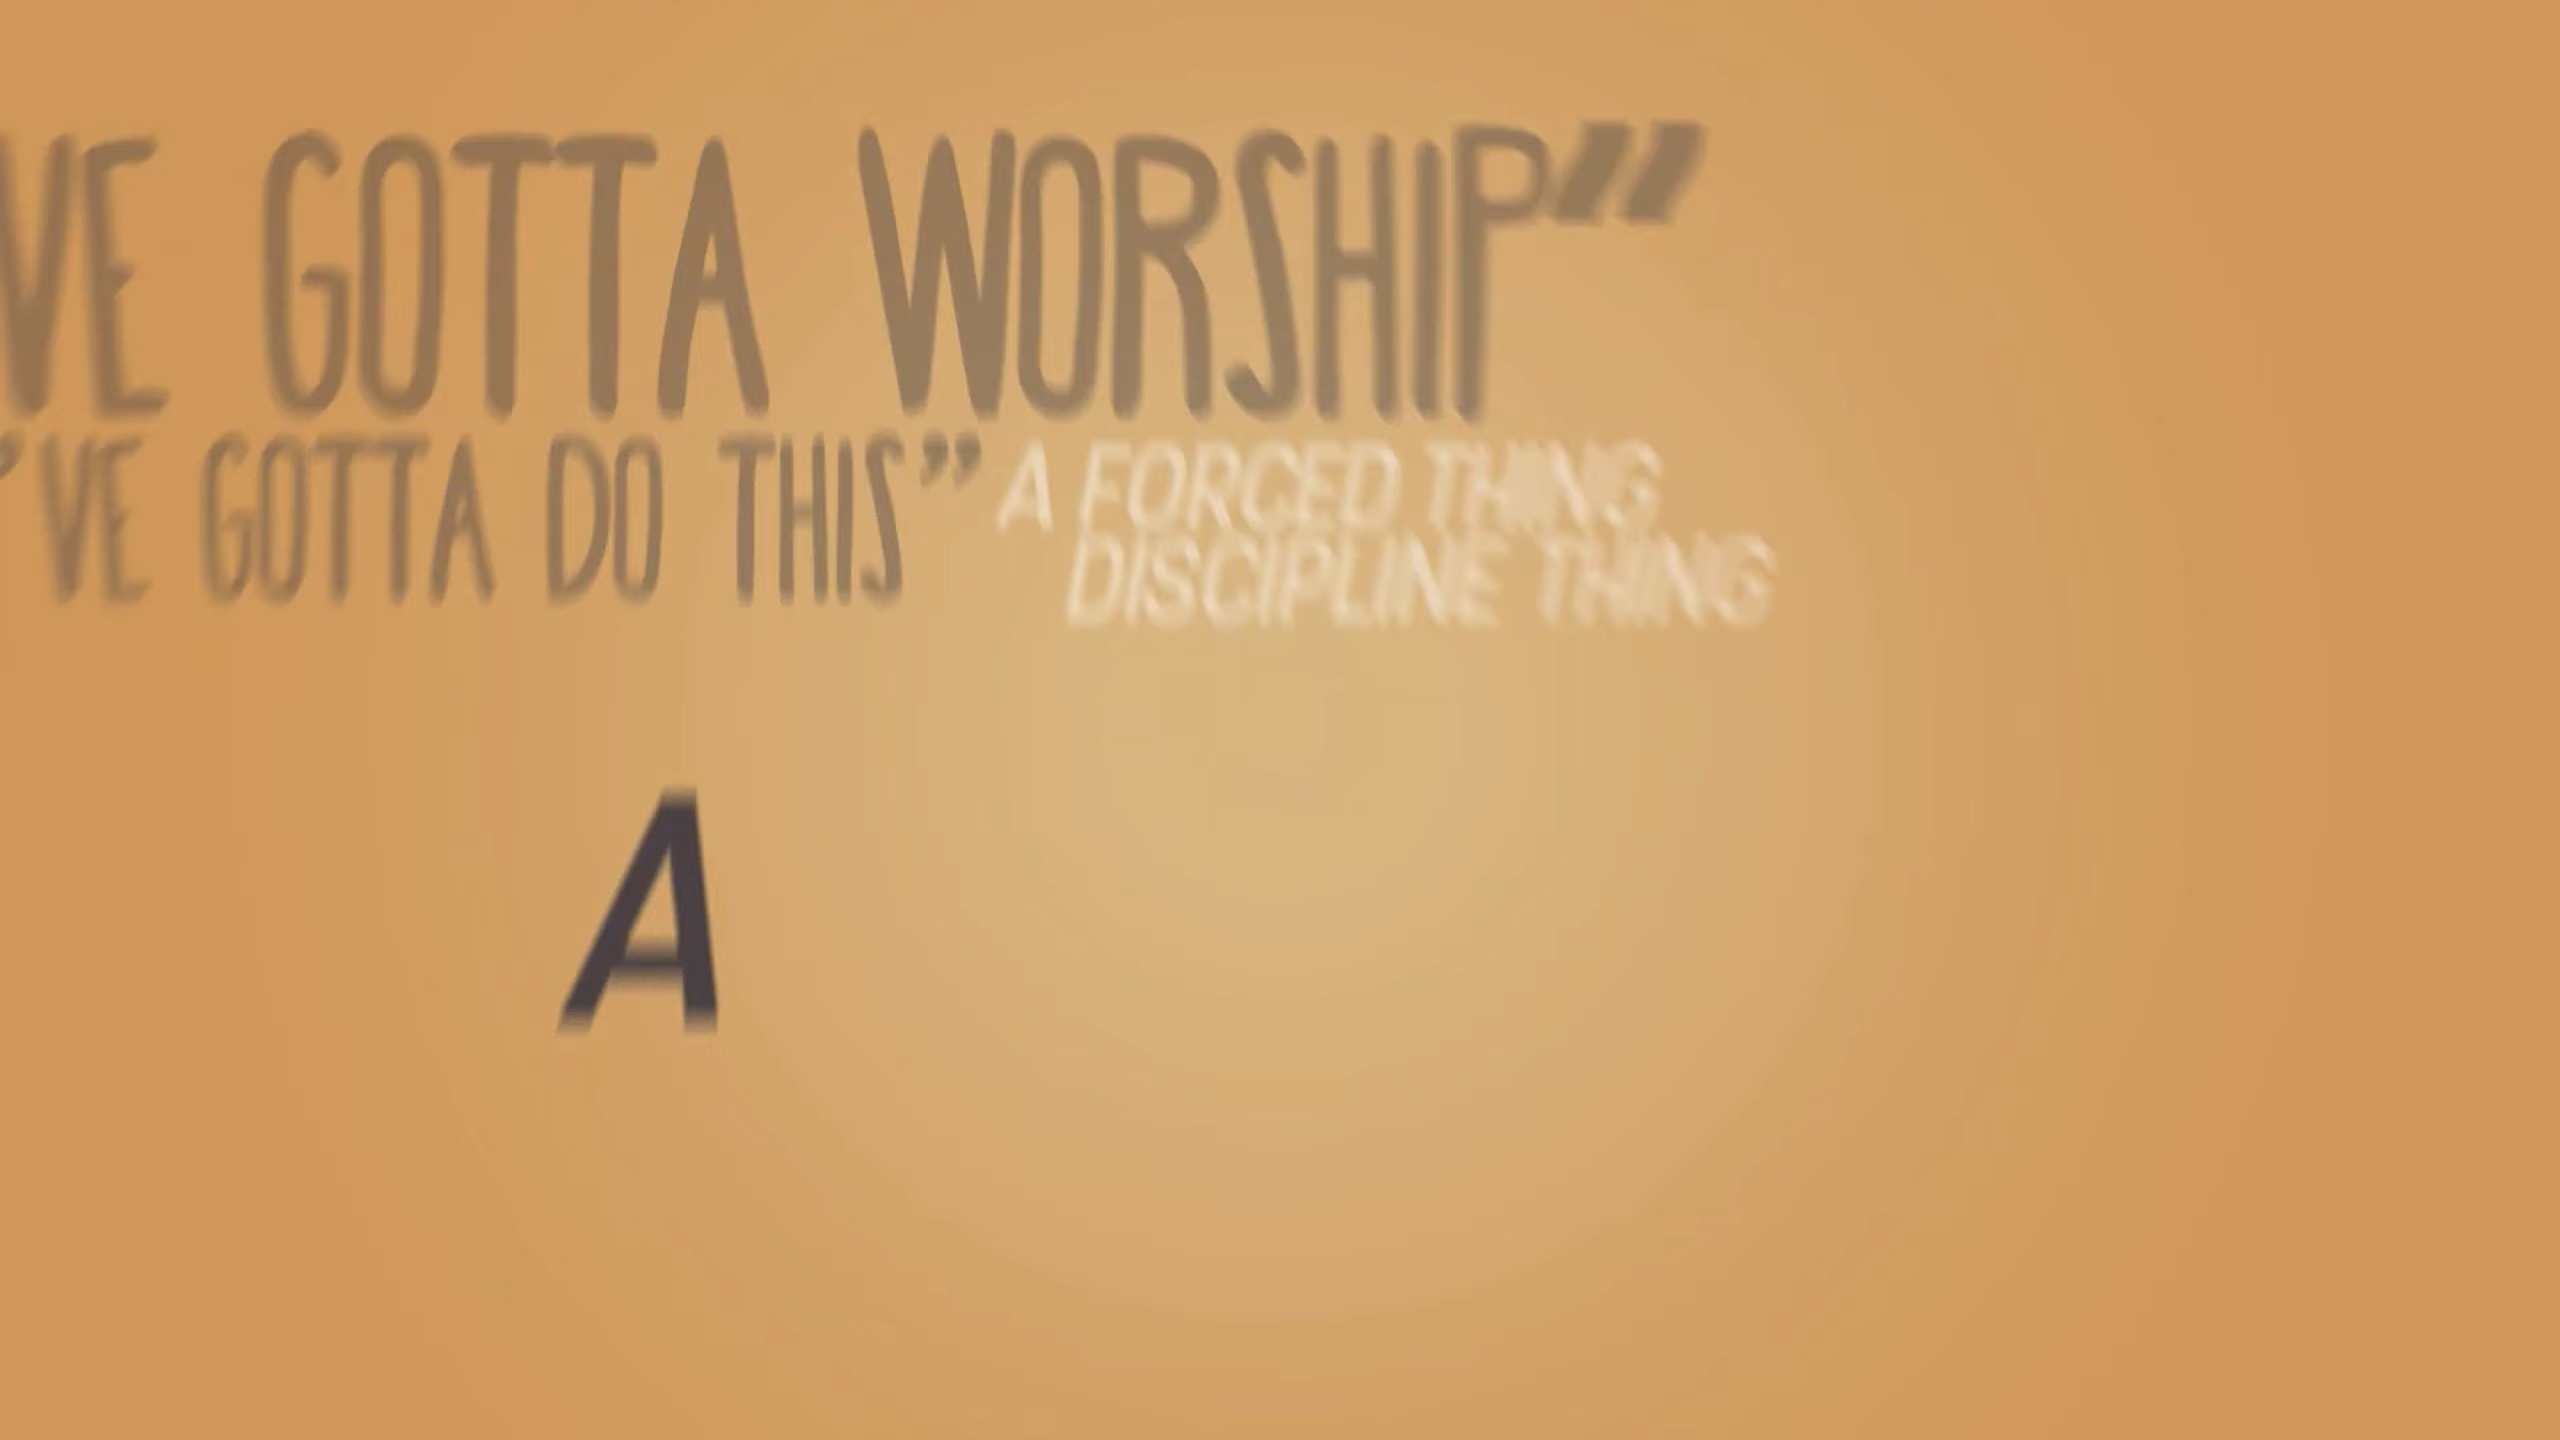 VE GOTTA WORSHIP”
’VE GOTTA DO THIS” A FORCED THING
DISCIPLINE THING
A